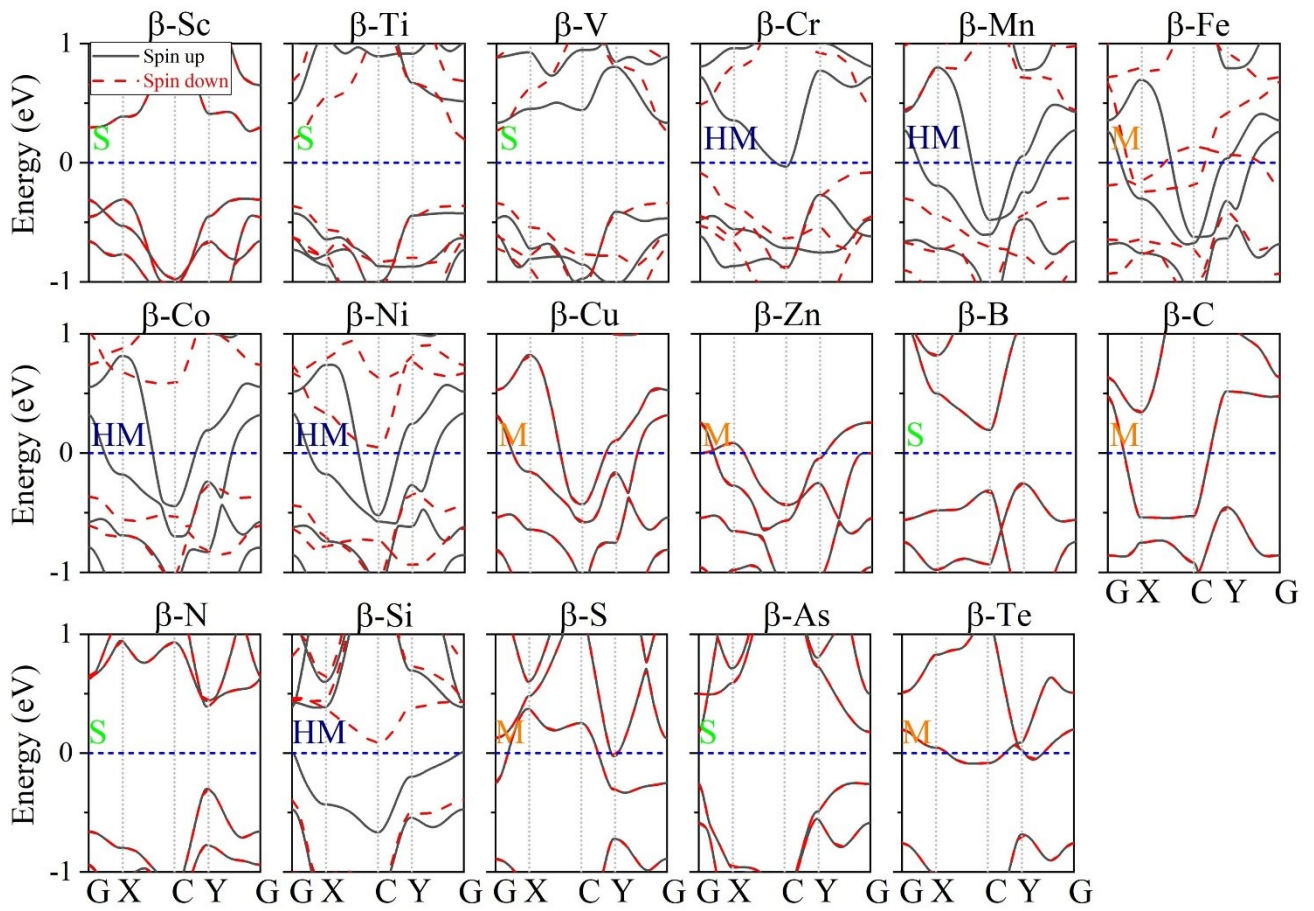 β-Sc β-Ti β-V β-Cr β-Mn β-Fe
1
Spin up
Spin down
Energy (eV)
S S S HM HM M
0
-1
β-Co β-Ni β-Cu β-Zn β-B β-C
1
Energy (eV)
HM HM M M S M
0
-1
G X C Y G
β-N β-Si β-S β-As β-Te
1
Energy (eV)
S HM M S M
0
-1
G X C Y G X C Y G X C Y G X C Y G X C Y G